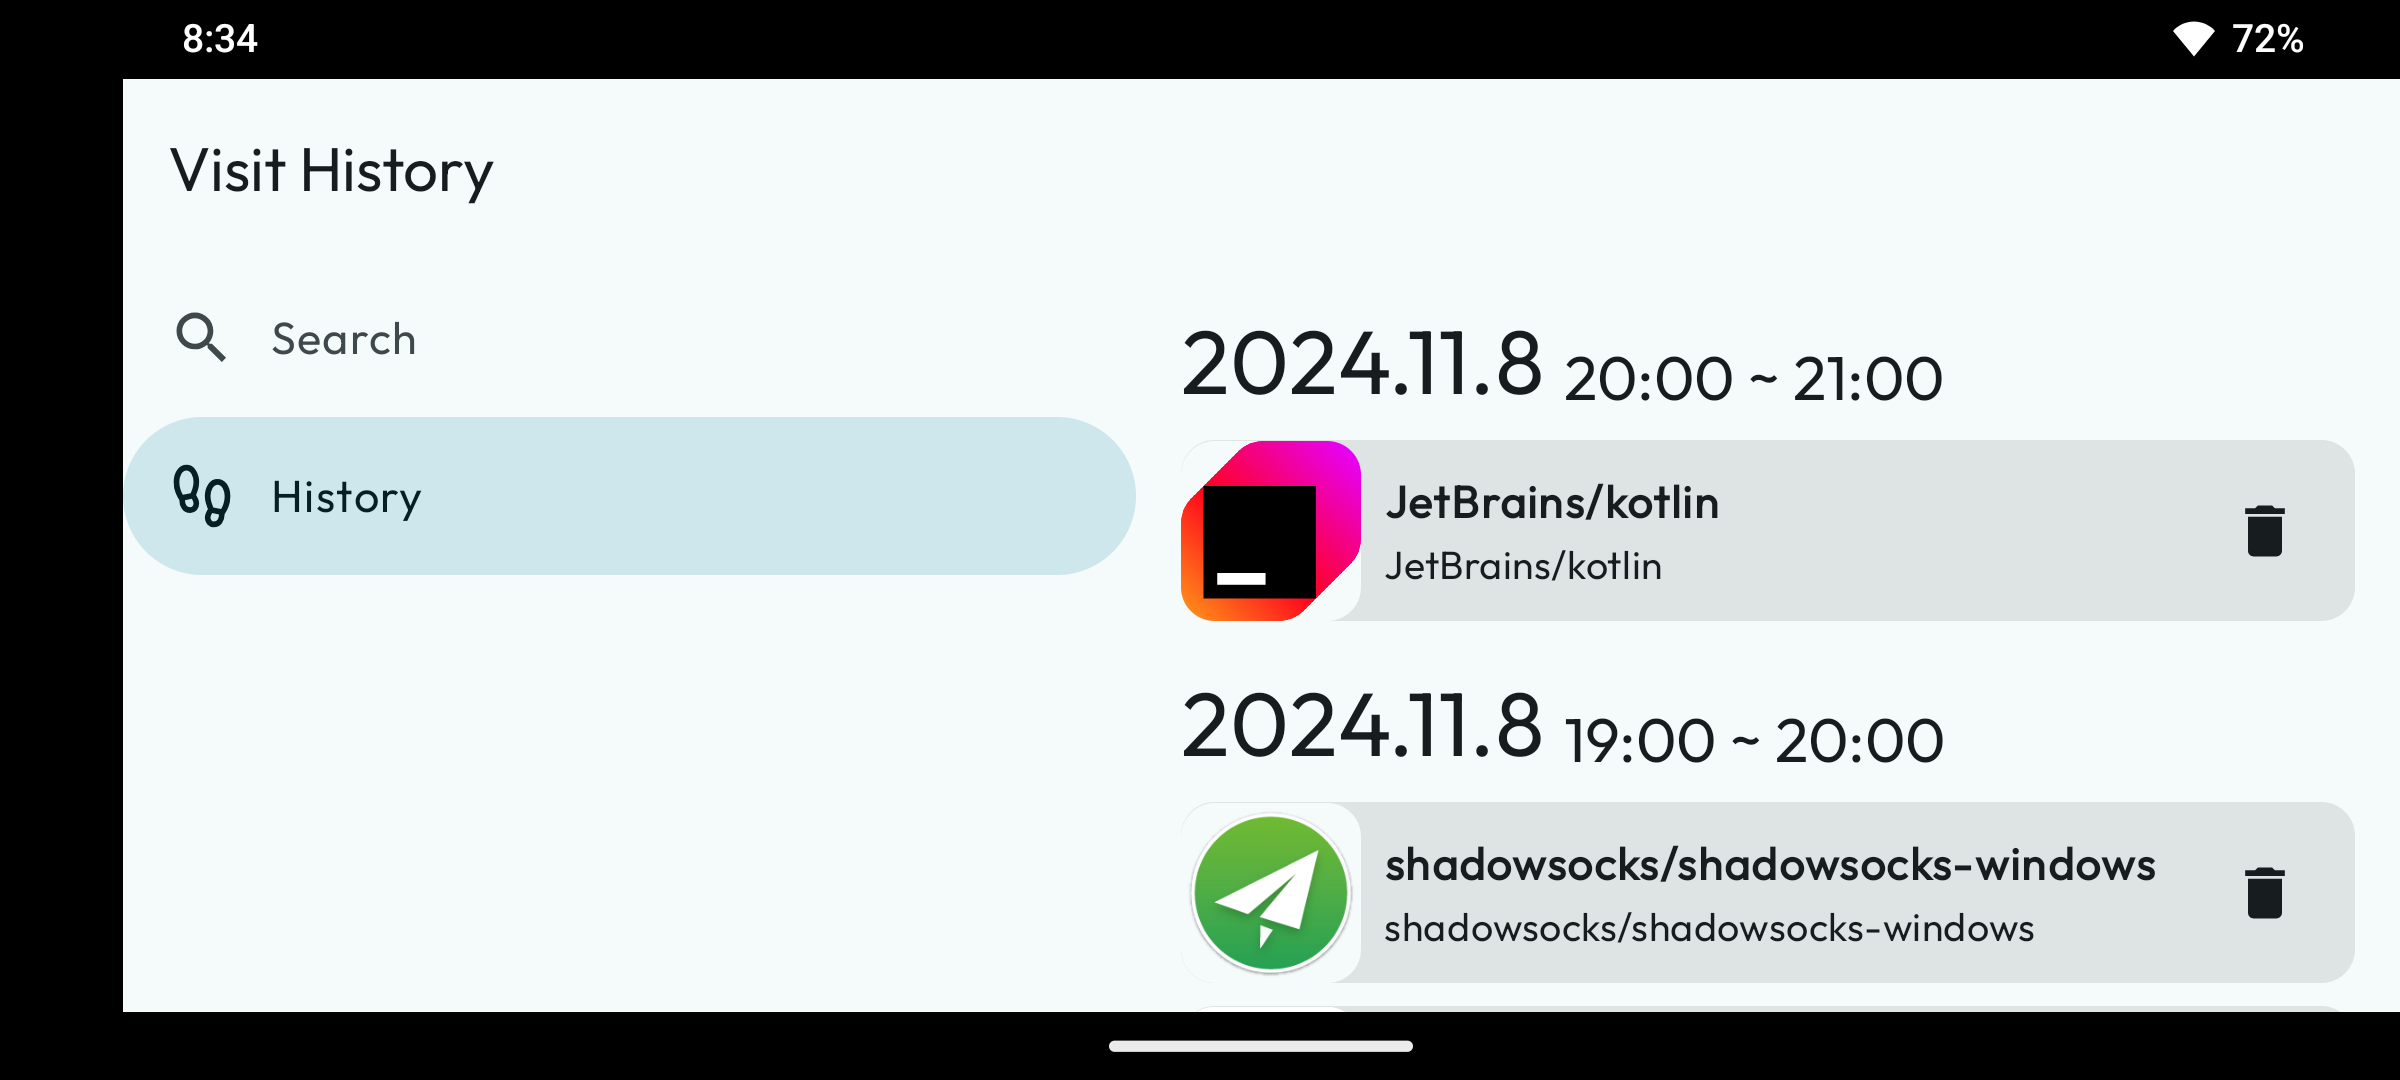 8:34
72%
Visit History
Search
History
2024.11.8 20:00 ~ 21:00
JetBrains/kotlin
JetBrains/kotlin
2024.11.8 19:00 ~ 20:00
shadowsocks/shadowsocks-windows
shadowsocks/shadowsocks-windows